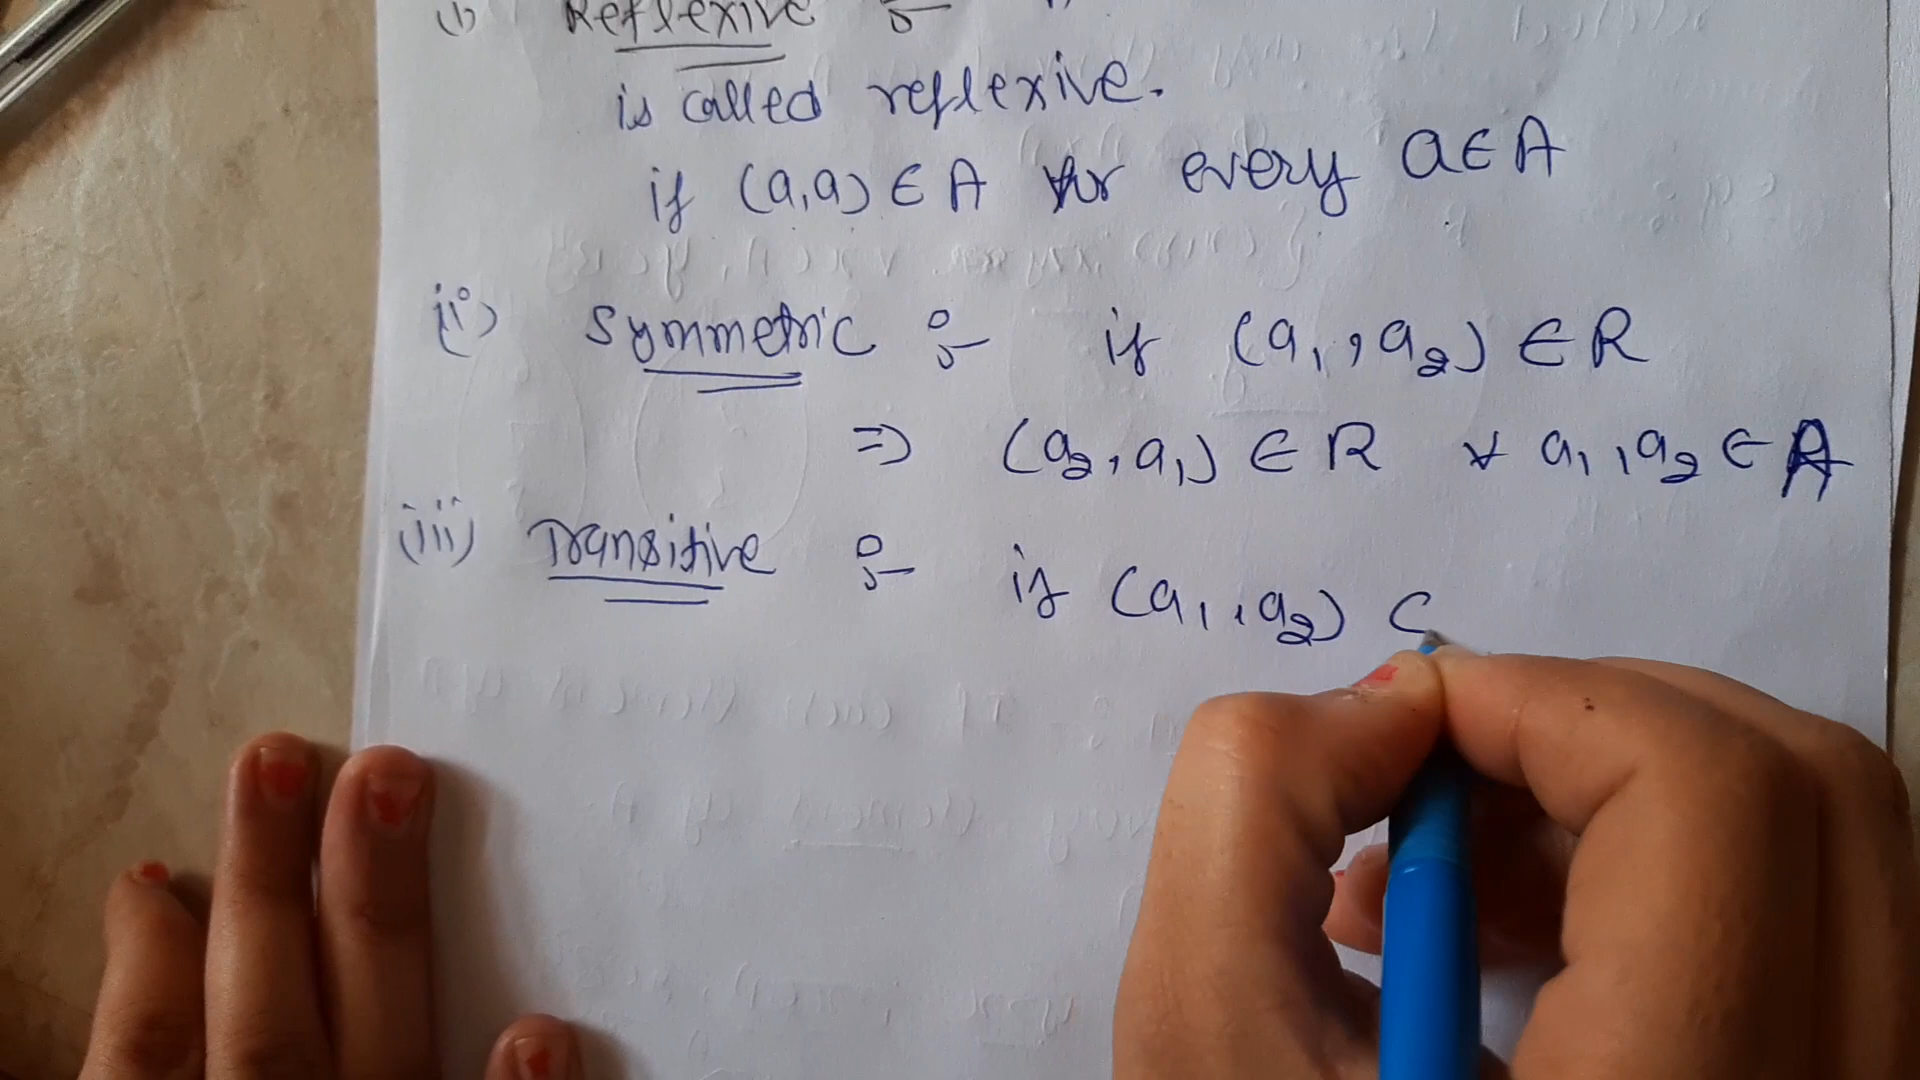 (i) Reflexive :-
is called reflexive.
if (a,a) ∈ A for every a∈A
(ii) Symmetric :- if (a₁, a₂) ∈ R
⇒ (a₂, a₁) ∈ R ∀ a₁, a₂ ∈ A
(iii) Transitive :- if (a₁, a₂) C